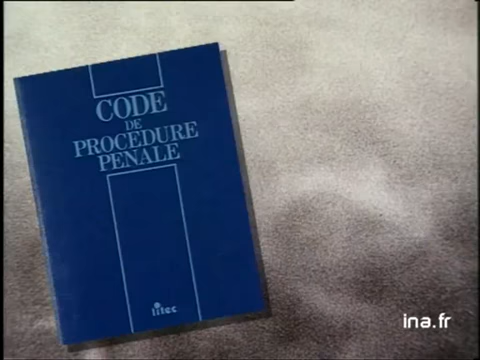 CODE
DE
PROCEDURE
PENALE
litec
ina.fr